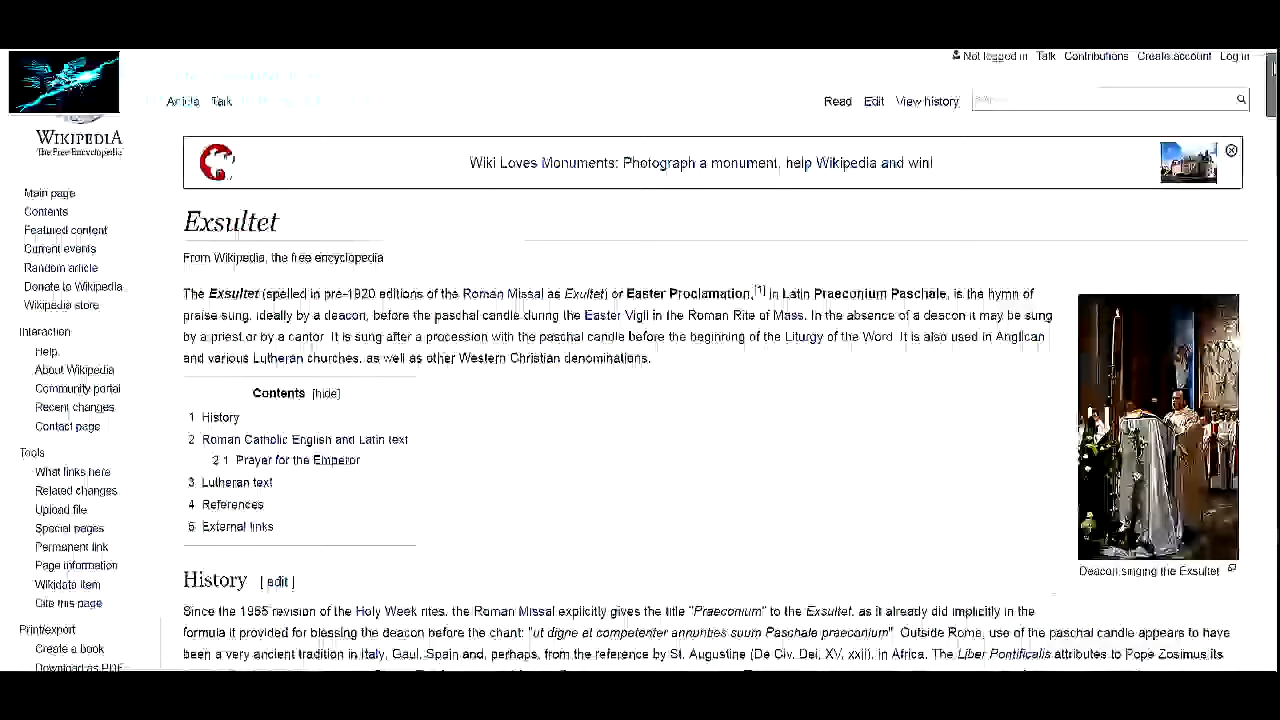 Not logged in Talk Contributions Create account Log in
Article Talk
Read Edit View history
WIKIPEDIA
The Free Encyclopedia
Wiki Loves Monuments: Photograph a monument, help Wikipedia and win!
Main page
Contents
Featured content
Current events
Random article
Donate to Wikipedia
Wikipedia store
Interaction
Help
About Wikipedia
Community portal
Recent changes
Contact page
Tools
What links here
Related changes
Upload file
Special pages
Permanent link
Page information
Wikidata item
Cite this page
Print/export
Create a book
Download as PDF
Exsultet
From Wikipedia, the free encyclopedia
The Exsultet (spelled in pre-1920 editions of the Roman Missal as Exultet) or Easter Proclamation,[1] in Latin Praeconium Paschale, is the hymn of
praise sung, ideally by a deacon, before the paschal candle during the Easter Vigil in the Roman Rite of Mass. In the absence of a deacon it may be sung
by a priest or by a cantor. It is sung after a procession with the paschal candle before the beginning of the Liturgy of the Word. It is also used in Anglican
and various Lutheran churches, as well as other Western Christian denominations.
Contents [hide]
1 History
2 Roman Catholic English and Latin text
2.1 Prayer for the Emperor
3 Lutheran text
4 References
5 External links
Deacon singing the Exsultet
History [ edit ]
Since the 1955 revision of the Holy Week rites, the Roman Missal explicitly gives the title "Praeconium" to the Exsultet, as it already did implicitly in the
formula it provided for blessing the deacon before the chant: "ut digne et competenter annunties suum Paschale praeconium". Outside Rome, use of the paschal candle appears to have
been a very ancient tradition in Italy, Gaul, Spain and, perhaps, from the reference by St. Augustine (De Civ. Dei, XV, xxii), in Africa. The Liber Pontificalis attributes to Pope Zosimus its